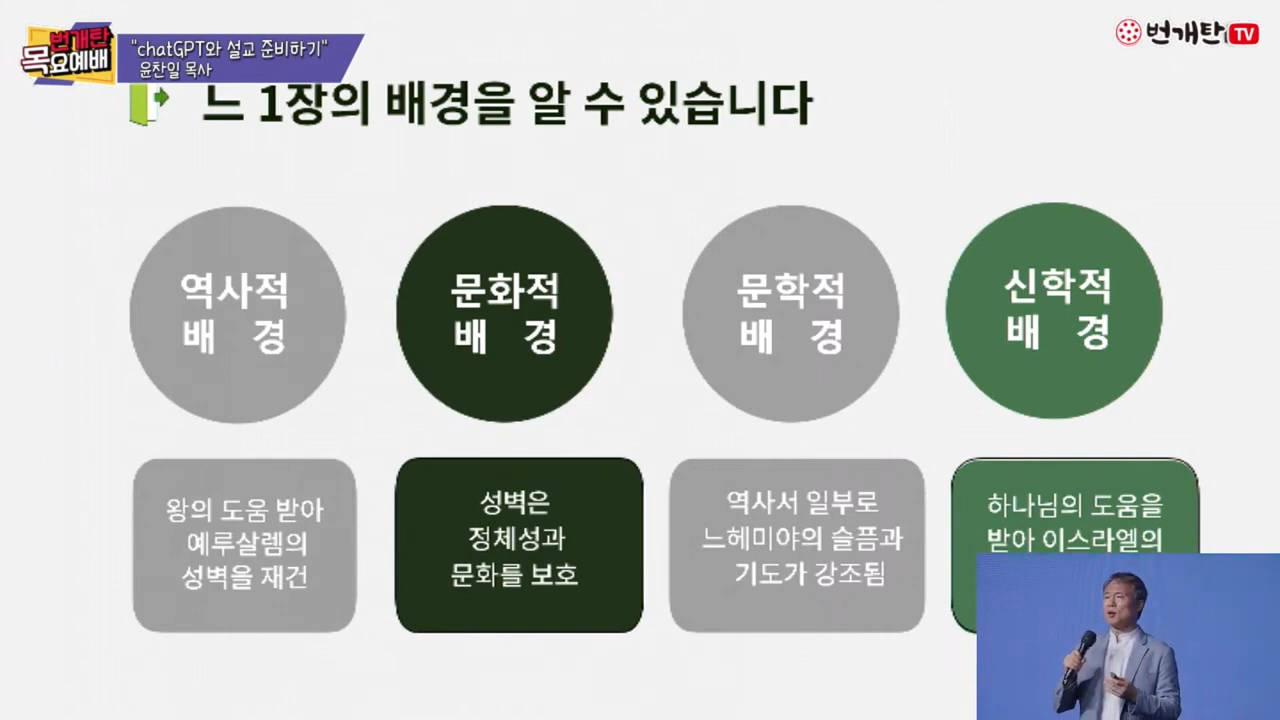 번개탄
목요예배
"chatGPT와 설교 준비하기"
윤찬일 목사
번개탄 TV
느 1장의 배경을 알 수 있습니다
역사적
배 경
문화적
배 경
문학적
배 경
신학적
배 경
왕의 도움 받아
예루살렘의
성벽을 재건
성벽은
정체성과
문화를 보호
역사서 일부로
느헤미야의 슬픔과
기도가 강조됨
하나님의 도움을
받아 이스라엘의